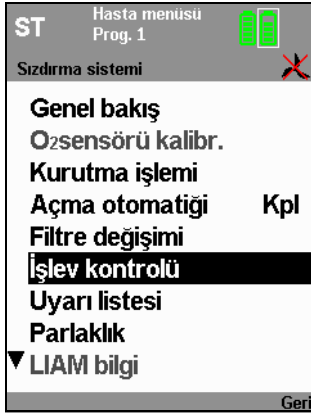 ST
Hasta menüsü
Prog. 1
Sızdırma sistemi
Genel bakış
O₂sensörü kalibr.
Kurutma işlemi
Açma otomatiği Kpl
Filtre değişimi
İşlev kontrolü
Uyarı listesi
Parlaklık
LIAM bilgi
Geri